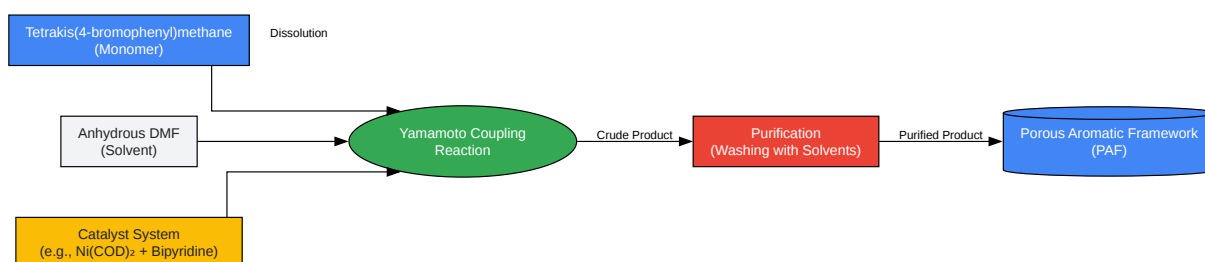 Tetrakis(4-bromophenyl)methane
(Monomer)
Dissolution
Anhydrous DMF
(Solvent)
Catalyst System
(e.g., Ni(COD)₂ + Bipyridine)
Yamamoto Coupling
Reaction
Crude Product
Purification
(Washing with Solvents)
Purified Product
Porous Aromatic Framework
(PAF)